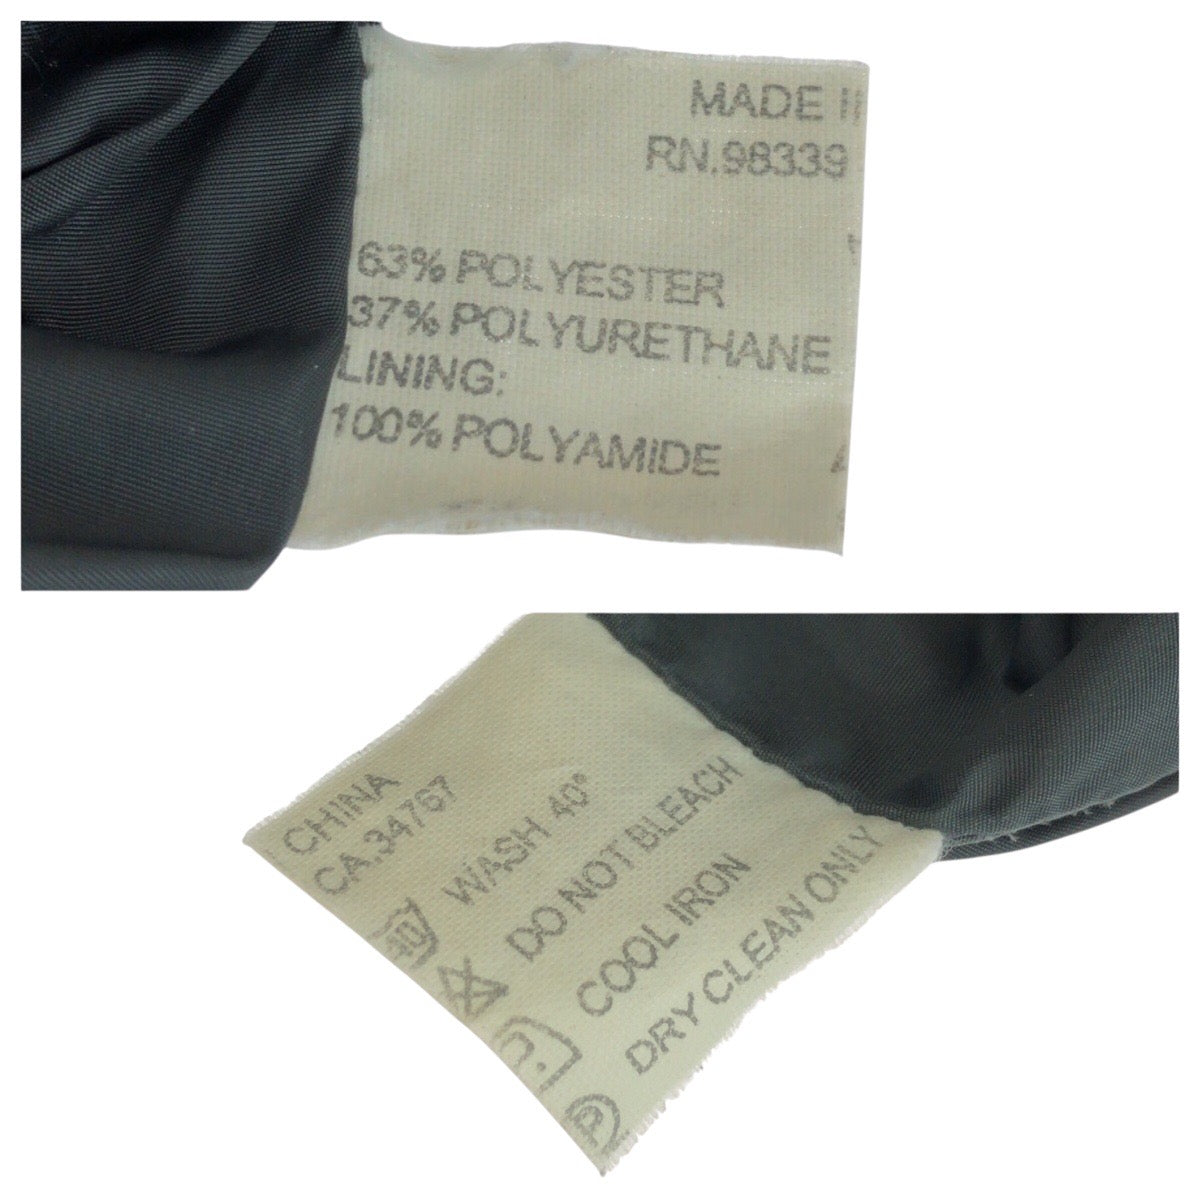 MADE
RN.98339
63% POLYESTER
37% POLYURETHANE
LINING:
100% POLYAMIDE
CHINA
CA.34767
40 WASH 40°
DO NOT BLEACH
COOL IRON
P DRY CLEAN ONLY